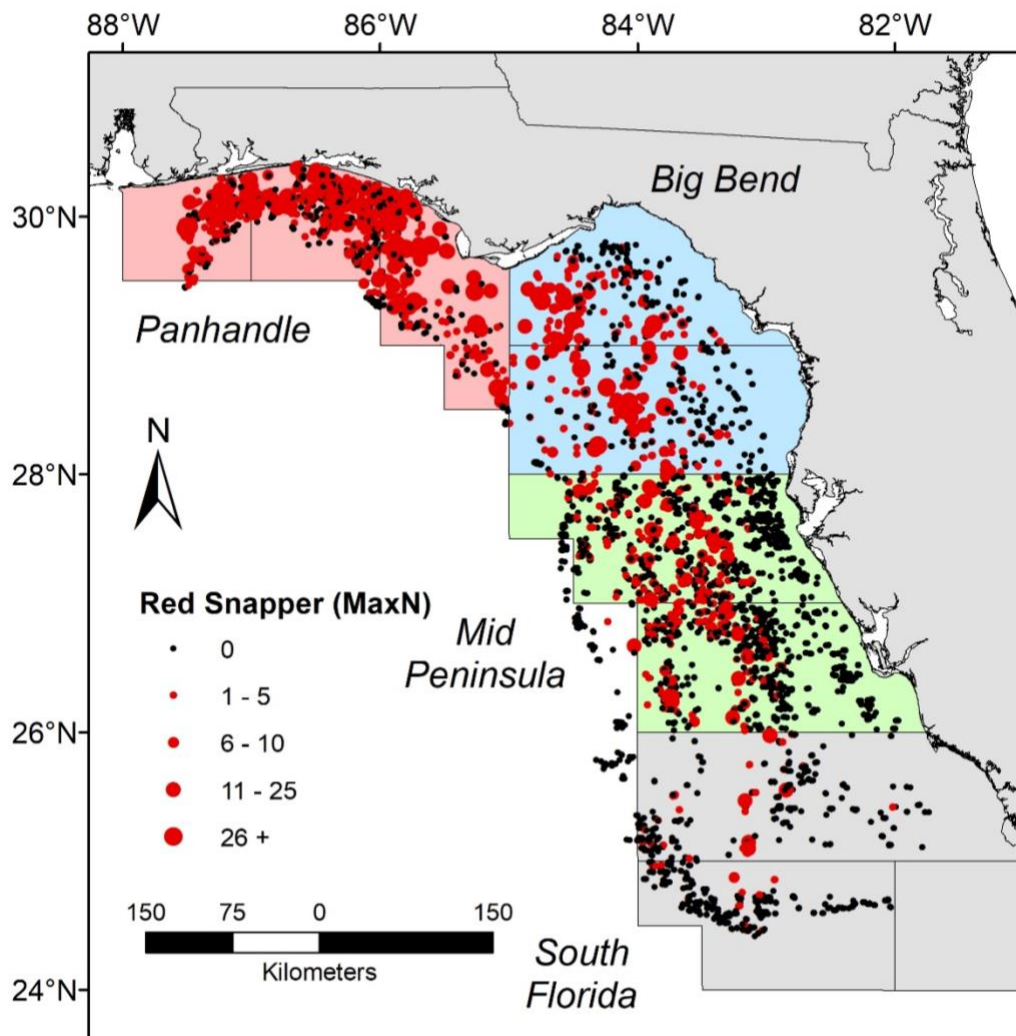 88°W 86°W 84°W 82°W
30°N
28°N
26°N
24°N
Big Bend
Panhandle
N
Red Snapper (MaxN)
0
1 - 5
6 - 10
11 - 25
26 +
Mid
Peninsula
150 75 0 150
Kilometers
South
Florida